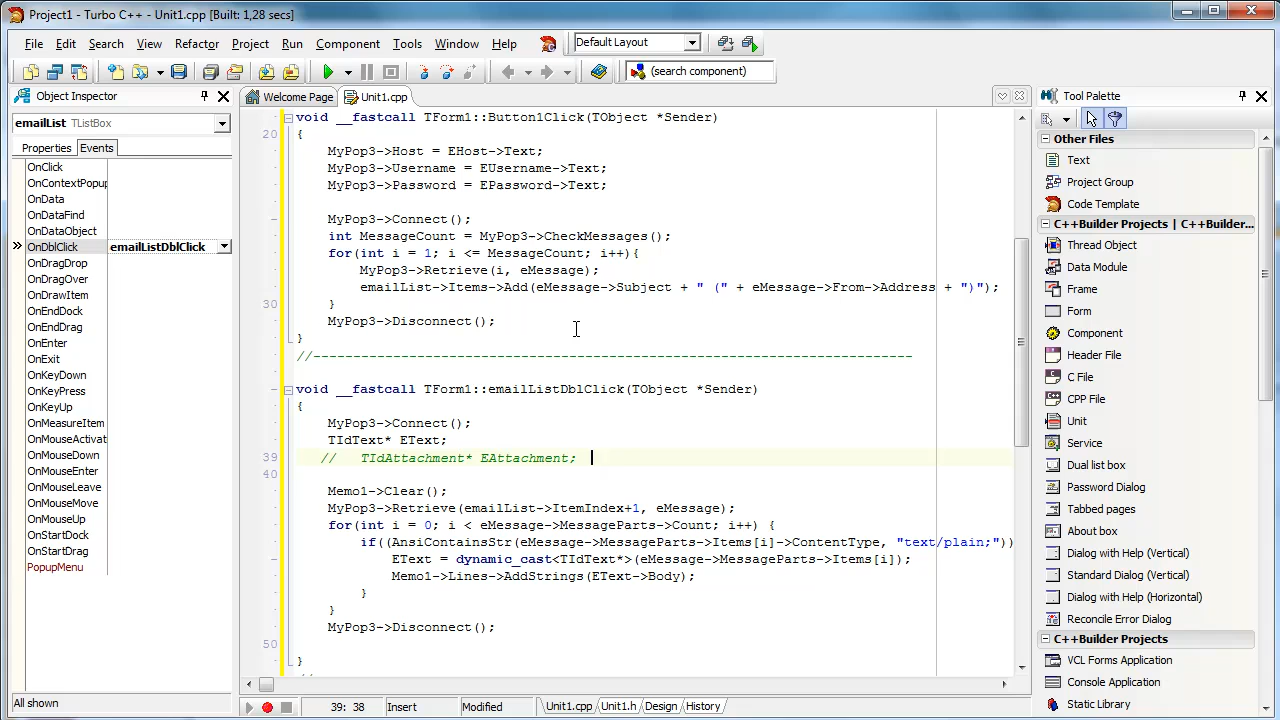 Project1 - Turbo C++ - Unit1.cpp [Built: 1,28 secs]
File Edit Search View Refactor Project Run Component Tools Window Help Default Layout
(search component)
Object Inspector
Welcome Page Unit1.cpp
Tool Palette
emailList TListBox
Properties Events
OnClick
OnContextPopup
OnData
OnDataFind
OnDataObject
OnDblClick emailListDblClick
OnDragDrop
OnDragOver
OnDrawItem
OnEndDock
OnEndDrag
OnEnter
OnExit
OnKeyDown
OnKeyPress
OnKeyUp
OnMeasureItem
OnMouseActivat
OnMouseDown
OnMouseEnter
OnMouseLeave
OnMouseMove
OnMouseUp
OnStartDock
OnStartDrag
PopupMenu
All shown
void __fastcall TForm1::Button1Click(TObject *Sender)
20 {
MyPop3->Host = EHost->Text;
MyPop3->Username = EUsername->Text;
MyPop3->Password = EPassword->Text;
MyPop3->Connect();
int MessageCount = MyPop3->CheckMessages();
for(int i = 1; i <= MessageCount; i++){
MyPop3->Retrieve(i, eMessage);
emailList->Items->Add(eMessage->Subject + " (" + eMessage->From->Address + ")");
30 }
MyPop3->Disconnect();
}
//---------------------------------------------------------------------------
void __fastcall TForm1::emailListDblClick(TObject *Sender)
{
MyPop3->Connect();
TIdText* EText;
39 // TIdAttachment* EAttachment;
40
Memo1->Clear();
MyPop3->Retrieve(emailList->ItemIndex+1, eMessage);
for(int i = 0; i < eMessage->MessageParts->Count; i++) {
if((AnsiContainsStr(eMessage->MessageParts->Items[i]->ContentType, "text/plain;"))
EText = dynamic_cast<TIdText*>(eMessage->MessageParts->Items[i]);
Memo1->Lines->AddStrings(EText->Body);
}
}
MyPop3->Disconnect();
50
}
39: 38 Insert Modified Unit1.cpp Unit1.h Design History
Other Files
Text
Project Group
Code Template
C++Builder Projects | C++Builder...
Thread Object
Data Module
Frame
Form
Component
Header File
C File
CPP File
Unit
Service
Dual list box
Password Dialog
Tabbed pages
About box
Dialog with Help (Vertical)
Standard Dialog (Vertical)
Dialog with Help (Horizontal)
Reconcile Error Dialog
C++Builder Projects
VCL Forms Application
Console Application
Static Library